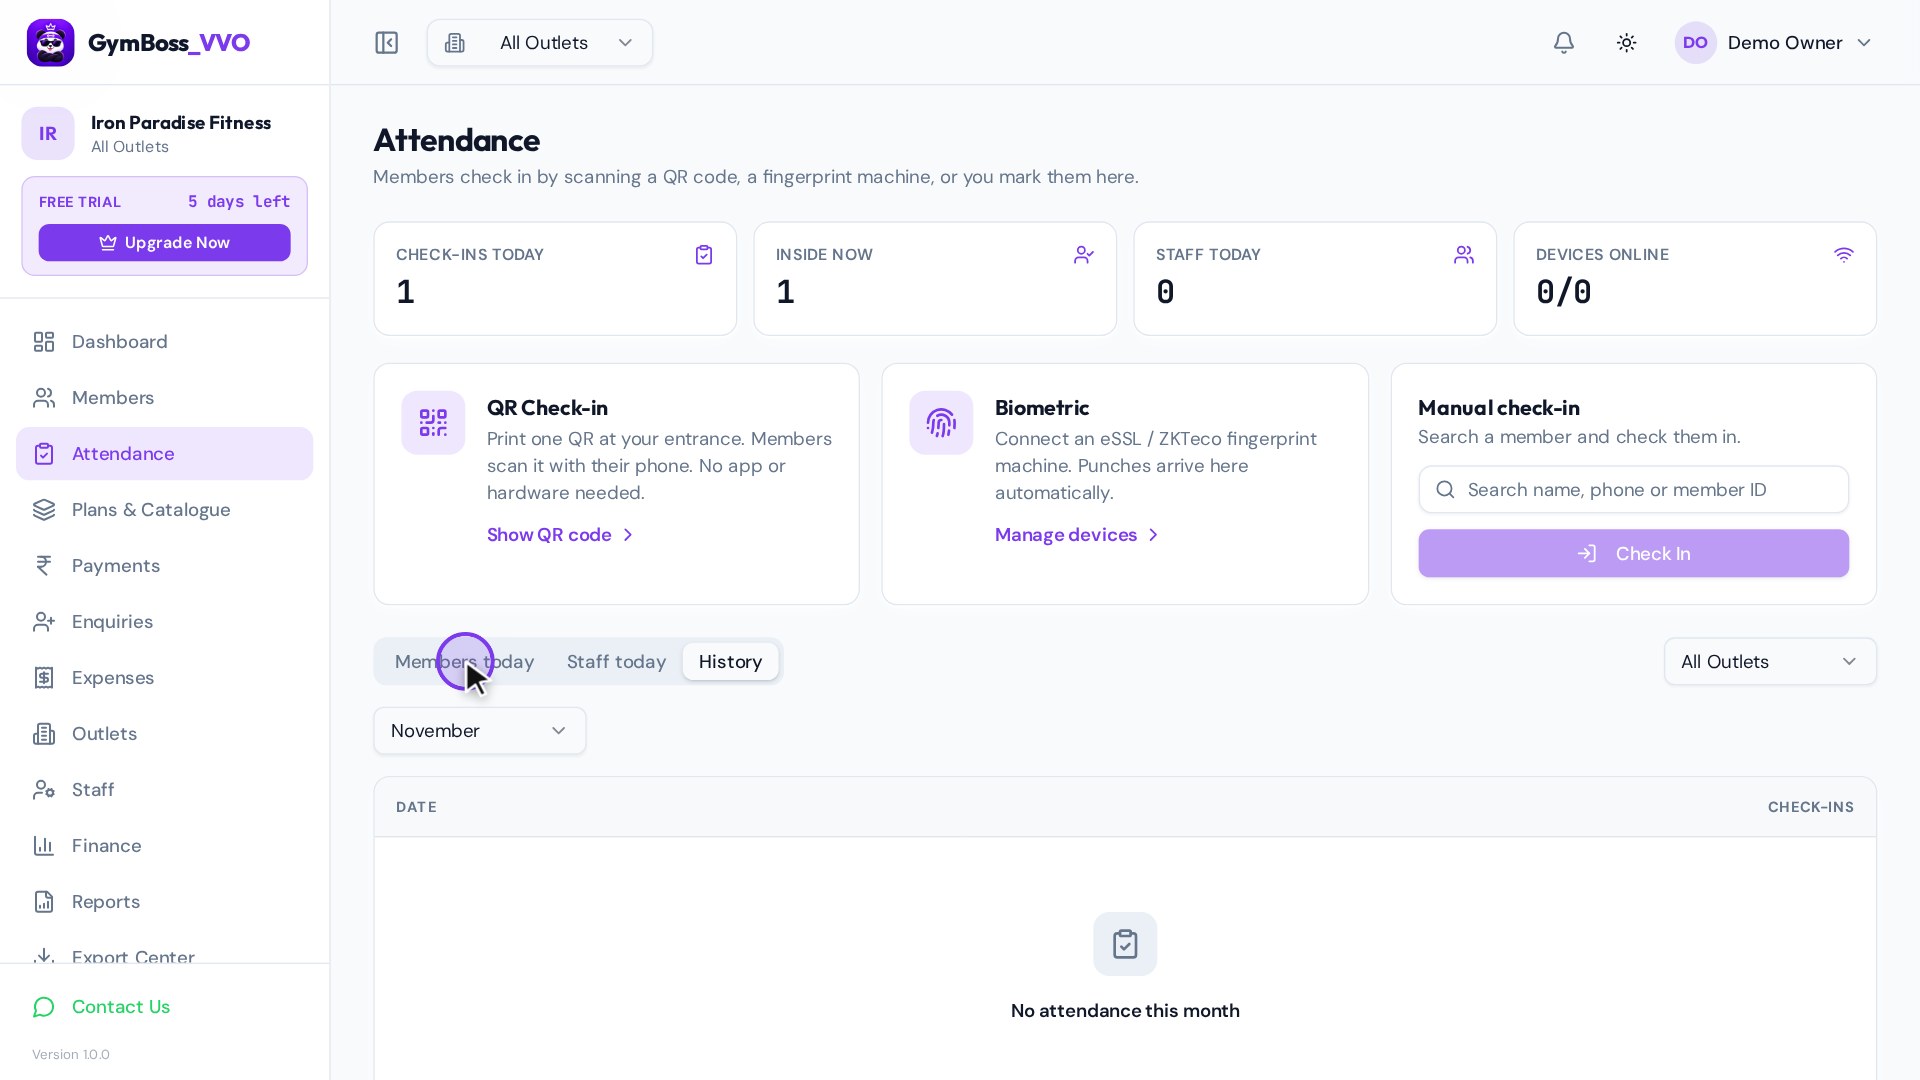 GymBoss_VVO
All Outlets
DO
Demo Owner
IR
Iron Paradise Fitness
All Outlets
FREE TRIAL
5 days left
Upgrade Now
Dashboard
Members
Attendance
Plans & Catalogue
Payments
Enquiries
Expenses
Outlets
Staff
Finance
Reports
Export Center
Contact Us
Version 1.0.0
Attendance
Members check in by scanning a QR code, a fingerprint machine, or you mark them here.
CHECK-INS TODAY
1
INSIDE NOW
1
STAFF TODAY
0
DEVICES ONLINE
0/0
QR Check-in
Print one QR at your entrance. Members
scan it with their phone. No app or
hardware needed.
Show QR code
Biometric
Connect an eSSL / ZKTeco fingerprint
machine. Punches arrive here
automatically.
Manage devices
Manual check-in
Search a member and check them in.
Search name, phone or member ID
Check In
Members today
Staff today
History
All Outlets
November
DATE
CHECK-INS
No attendance this month